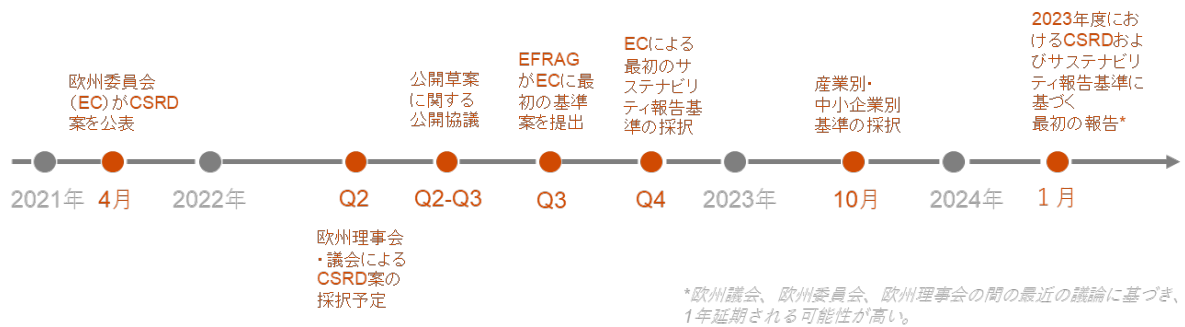 欧州委員会
（EC）がCSRD
案を公表
公開草案
に関する
公開協議
EFRAG
がECに最
初の基準
案を提出
ECによる
最初のサ
ステナビリ
ティ報告基
準の採択
産業別・
中小企業別
基準の採択
2023年度にお
けるCSRDおよ
びサステナビリ
ティ報告基準に
基づく
最初の報告*
2021年 4月 2022年 Q2 Q2-Q3 Q3 Q4 2023年 10月 2024年 １月
欧州理事会
・議会による
CSRD案の
採択予定
*欧州議会、欧州委員会、欧州理事会の間の最近の議論に基づき、
1年延期される可能性が高い。